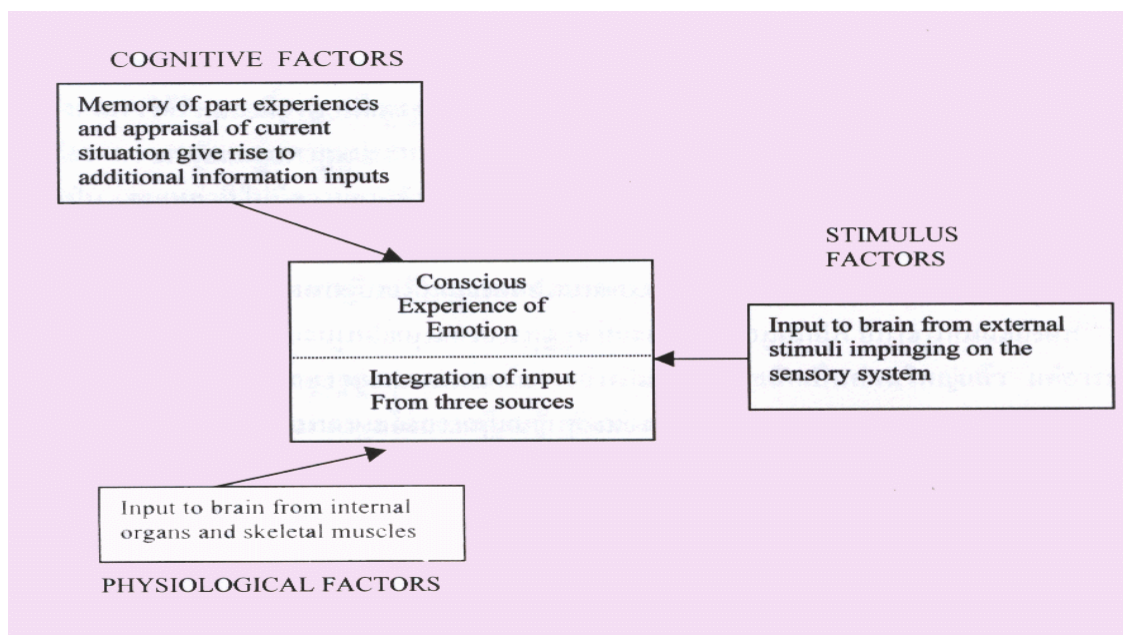 COGNITIVE FACTORS
Memory of part experiences
and appraisal of current
situation give rise to
additional information inputs
STIMULUS
FACTORS
Conscious
Experience of
Emotion
Input to brain from external
stimuli impinging on the
sensory system
Integration of input
From three sources
Input to brain from internal
organs and skeletal muscles
PHYSIOLOGICAL FACTORS